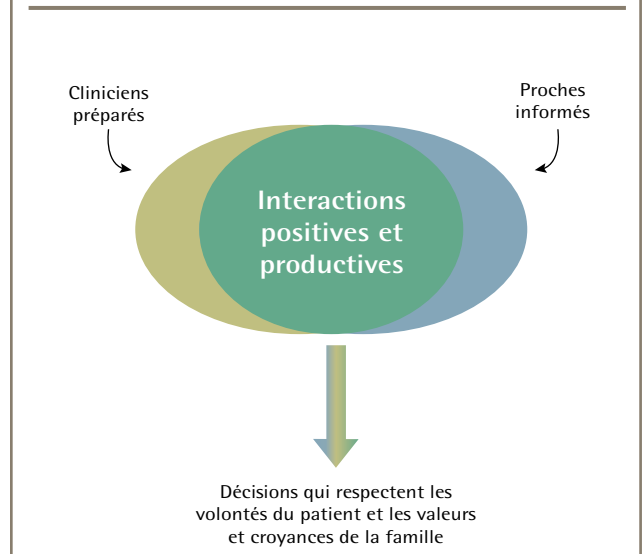 Cliniciens
préparés
Proches
informés
Interactions
positives et
productives
Décisions qui respectent les
volontés du patient et les valeurs
et croyances de la famille